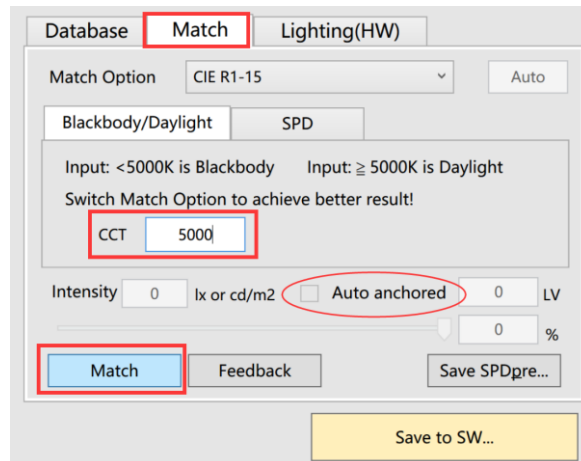 Database Match Lighting(HW)
Match Option CIE R1-15 Auto
Blackbody/Daylight SPD
Input: <5000K is Blackbody Input: ≧ 5000K is Daylight
Switch Match Option to achieve better result!
CCT 5000
Intensity 0 lx or cd/m2 Auto anchored 0 LV
0 %
Match Feedback Save SPDpre...
Save to SW...